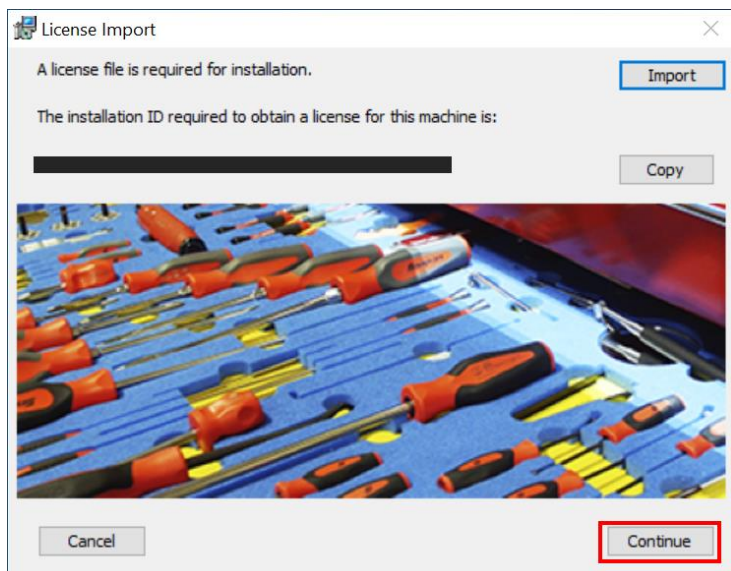 License Import
A license file is required for installation.
Import
The installation ID required to obtain a license for this machine is:
Copy
Cancel
Continue